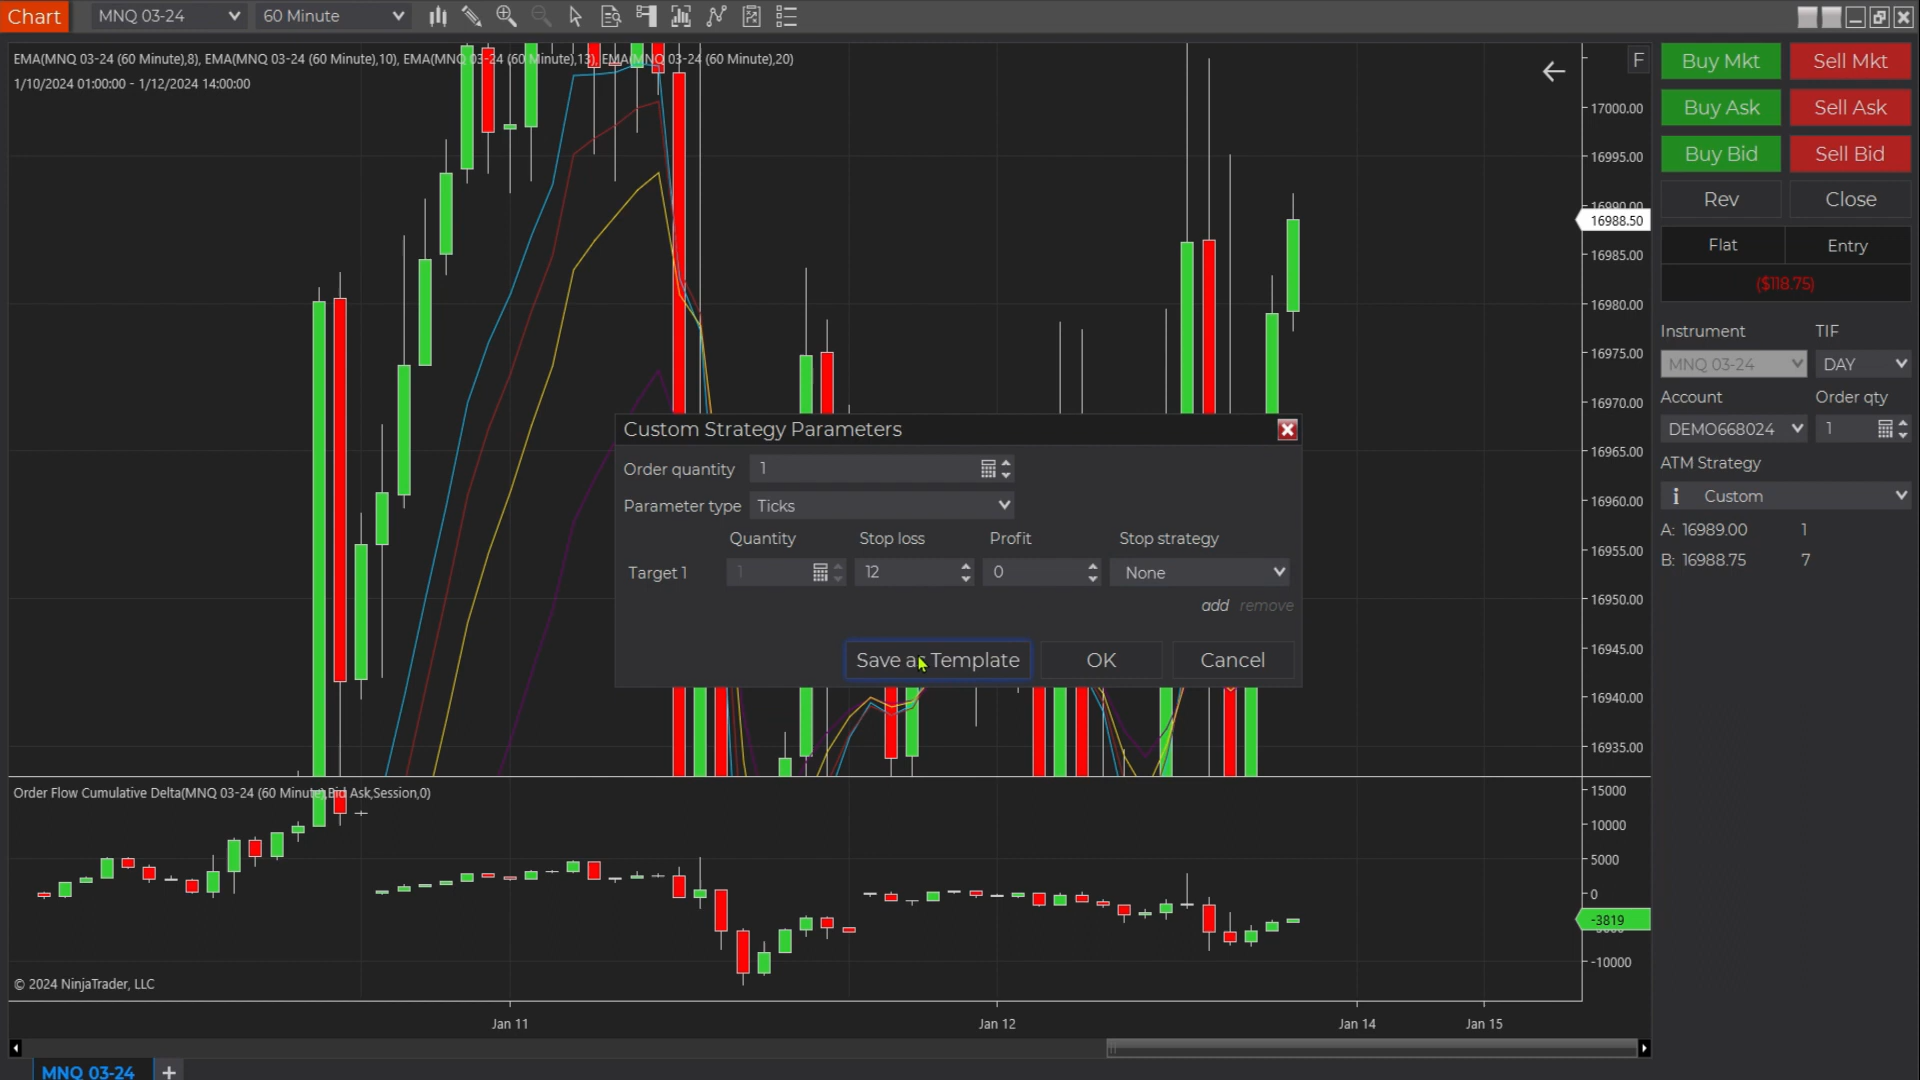 Chart MNQ 03-24 60 Minute
EMA(MNQ 03-24 (60 Minute),8), EMA(MNQ 03-24 (60 Minute),10), EMA(MNQ 03-24 (60 Minute),13), EMA(MNQ 03-24 (60 Minute),20)
1/10/2024 01:00:00 - 1/12/2024 14:00:00
F
17000.00
16995.00
16990.00
16988.50
16985.00
16980.00
16975.00
16970.00
16965.00
16960.00
16955.00
16950.00
16945.00
16940.00
16935.00
Buy Mkt Sell Mkt
Buy Ask Sell Ask
Buy Bid Sell Bid
Rev Close
Flat Entry
($118.75)
Instrument TIF
MNQ 03-24 DAY
Account Order qty
DEMO668024 1
ATM Strategy
i Custom
A: 16989.00 1
B: 16988.75 7
Custom Strategy Parameters
Order quantity 1
Parameter type Ticks
Quantity Stop loss Profit Stop strategy
Target 1 1 12 0 None
add remove
Save as Template OK Cancel
Order Flow Cumulative Delta(MNQ 03-24 (60 Minute),Bid Ask,Session,0)
15000
10000
5000
0
-3819
-10000
© 2024 NinjaTrader, LLC
Jan 11 Jan 12 Jan 14 Jan 15
MNQ 03-24 +